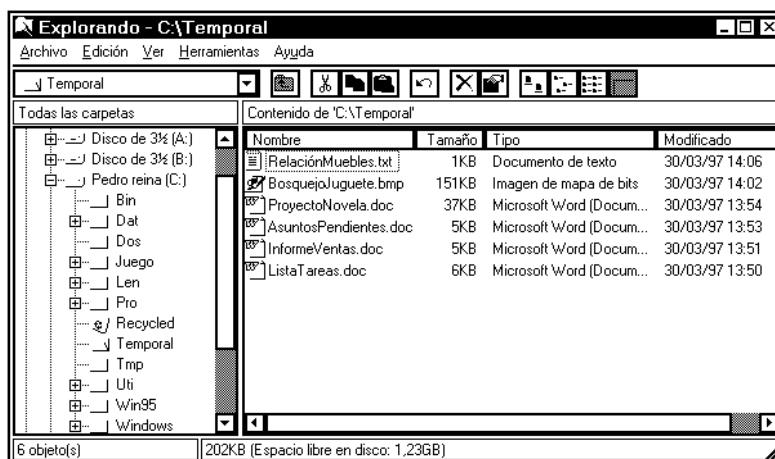 Explorando - C:\Temporal
Archivo Edición Ver Herramientas Ayuda
Temporal
Todas las carpetas
Contenido de 'C:\Temporal'
Disco de 3½ (A:)
Disco de 3½ (B:)
Pedro reina (C:)
Bin
Dat
Dos
Juego
Len
Pro
Recycled
Temporal
Tmp
Uti
Win95
Windows
Nombre Tamaño Tipo Modificado
RelaciónMuebles.txt 1KB Documento de texto 30/03/97 14:06
BosquejoJuguete.bmp 151KB Imagen de mapa de bits 30/03/97 14:02
ProyectoNovela.doc 37KB Microsoft Word (Docum... 30/03/97 13:54
AsuntosPendientes.doc 5KB Microsoft Word (Docum... 30/03/97 13:53
InformeVentas.doc 5KB Microsoft Word (Docum... 30/03/97 13:51
ListaTareas.doc 6KB Microsoft Word (Docum... 30/03/97 13:50
6 objeto(s)
202KB (Espacio libre en disco: 1,23GB)